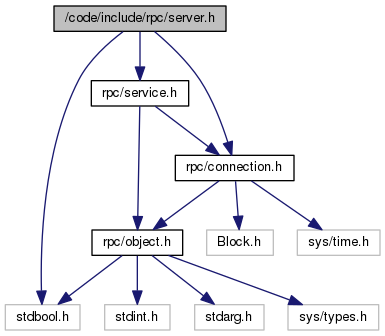 /code/include/rpc/server.h
rpc/service.h
rpc/connection.h
rpc/object.h
Block.h
sys/time.h
stdbool.h
stdint.h
stdarg.h
sys/types.h